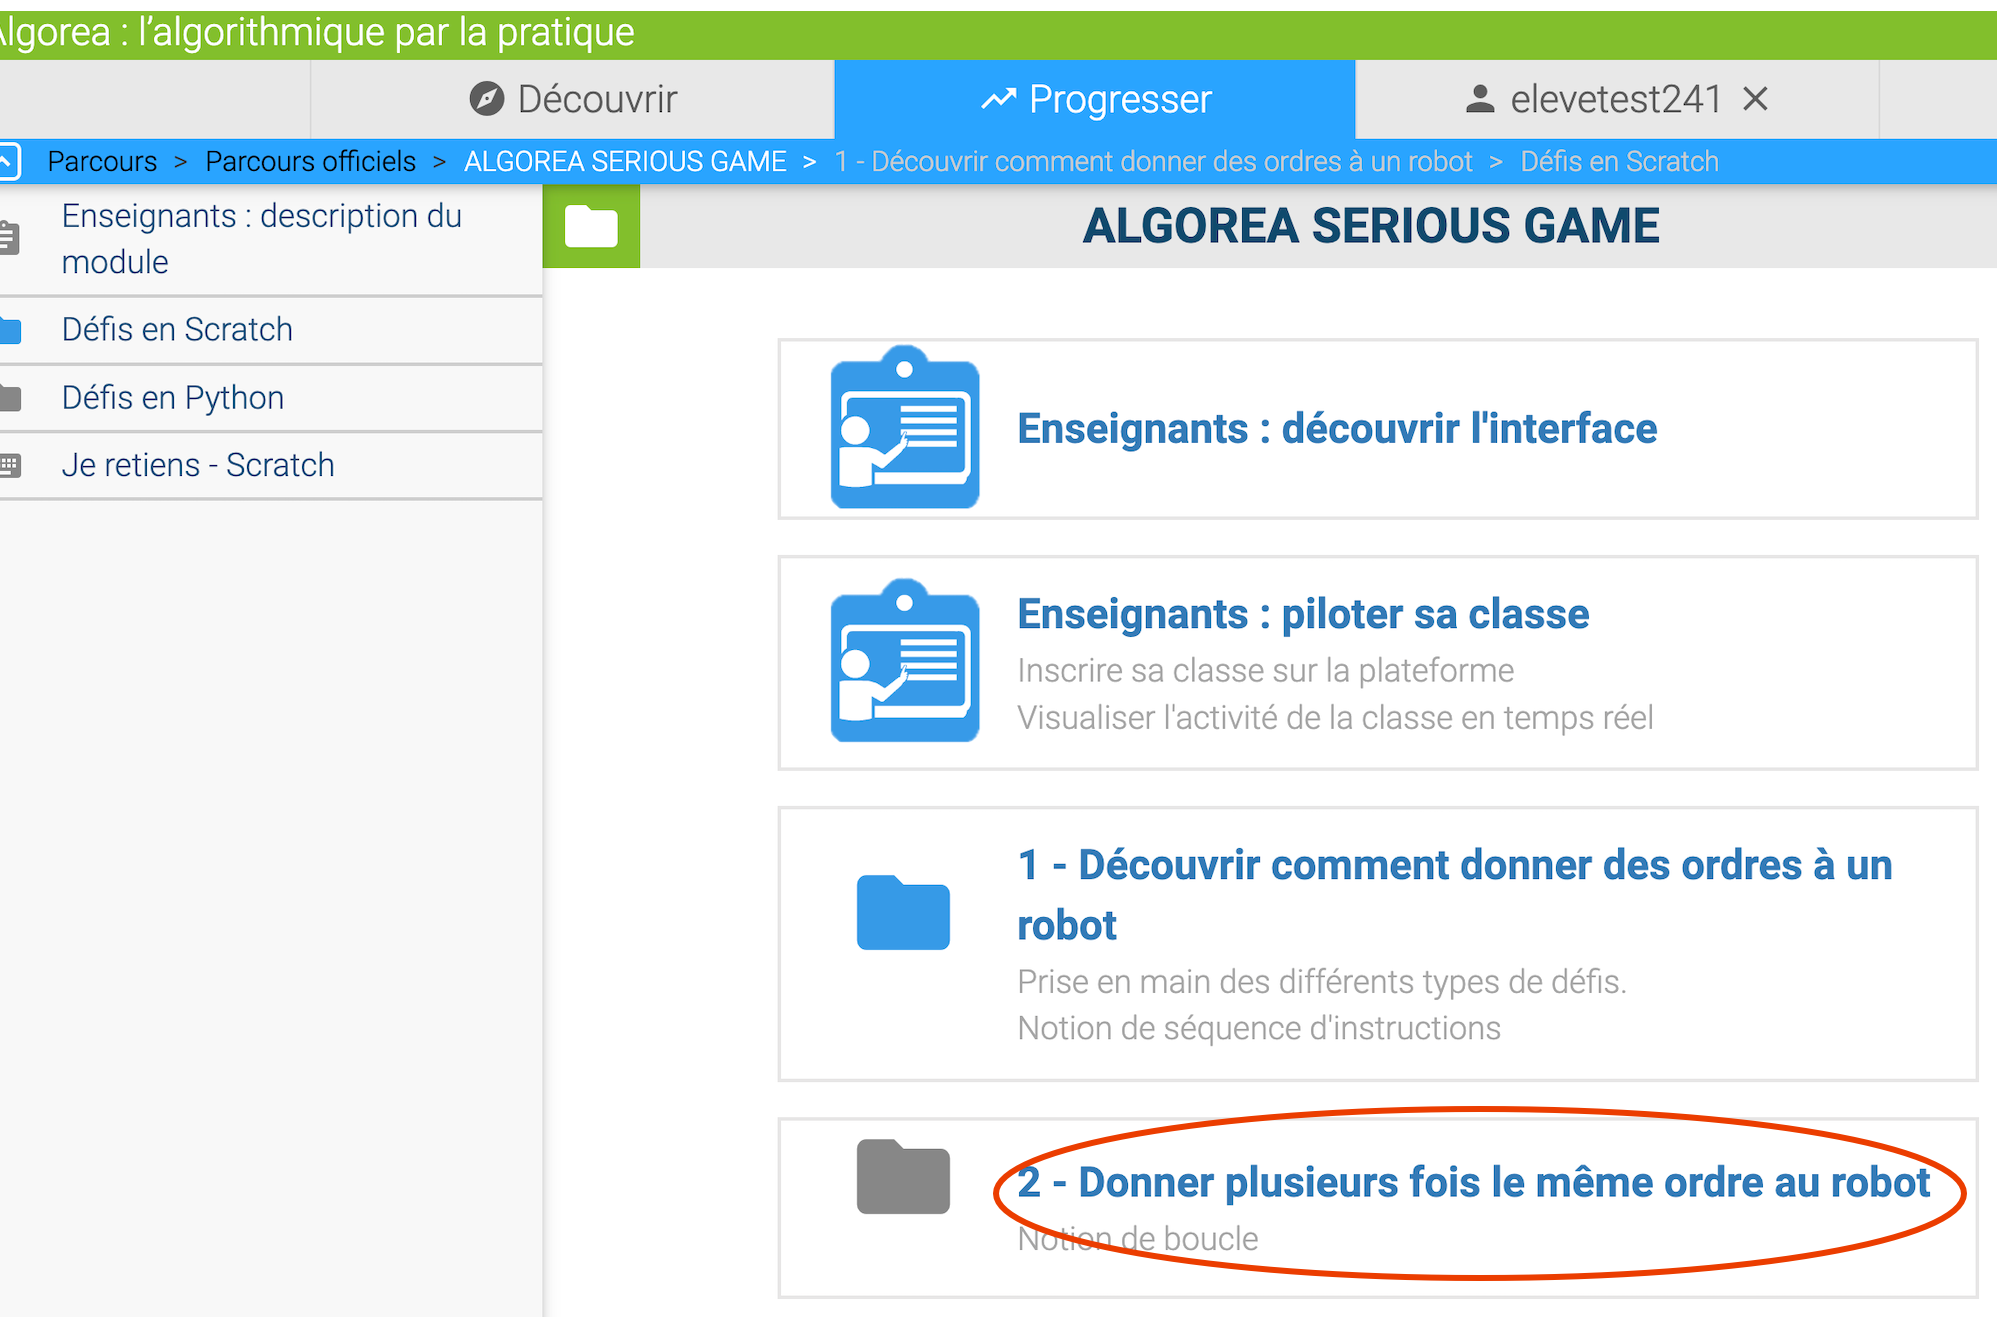 Algorea : l'algorithmique par la pratique
Découvrir
Progresser
elevetest241
Parcours > Parcours officiels > ALGOREA SERIOUS GAME > 1 - Découvrir comment donner des ordres à un robot > Défis en Scratch
Enseignants : description du
module
Défis en Scratch
Défis en Python
Je retiens - Scratch
ALGOREA SERIOUS GAME
Enseignants : découvrir l'interface
Enseignants : piloter sa classe
Inscrire sa classe sur la plateforme
Visualiser l'activité de la classe en temps réel
1 - Découvrir comment donner des ordres à un
robot
Prise en main des différents types de défis.
Notion de séquence d'instructions
2 - Donner plusieurs fois le même ordre au robot
Notion de boucle